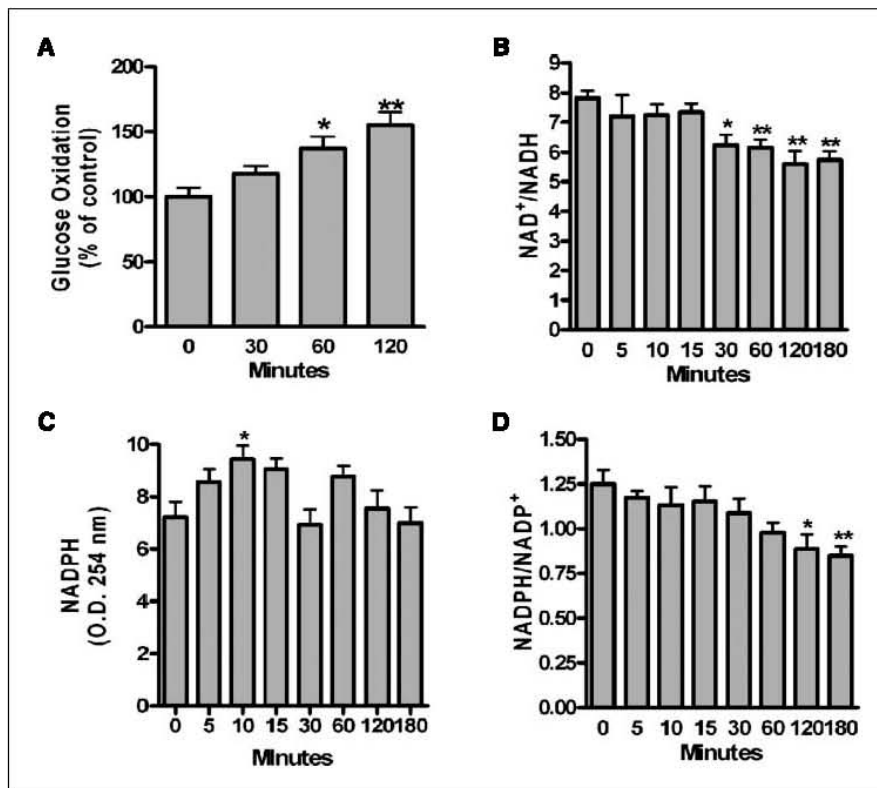 A
Glucose Oxidation
(% of control)
200
150
100
50
0
*
**
0 30 60 120
Minutes
B
NAD+/NADH
9
8
7
6
5
4
3
2
1
0
* ** ** **
0 5 10 15 30 60 120 180
Minutes
C
NADPH
(O.D. 254 nm)
10
8
6
4
2
0
*
0 5 10 15 30 60 120 180
Minutes
D
NADPH/NADP+
1.50
1.25
1.00
0.75
0.50
0.25
0.00
* **
0 5 10 15 30 60 120 180
Minutes